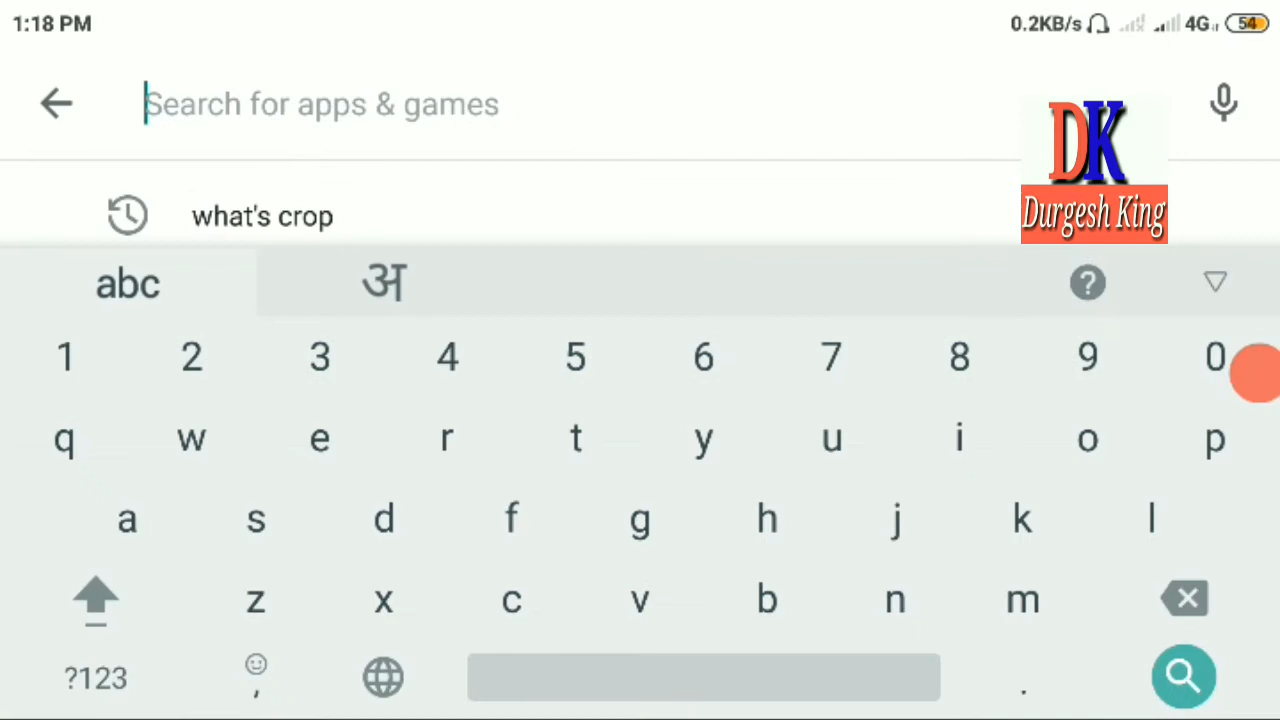 1:18 PM 0.2KB/s 4G 54
Search for apps & games
DK
what's crop
Durgesh King
abc अ ?
1 2 3 4 5 6 7 8 9 0
q w e r t y u i o p
a s d f g h j k l
z x c v b n m
?123 , .